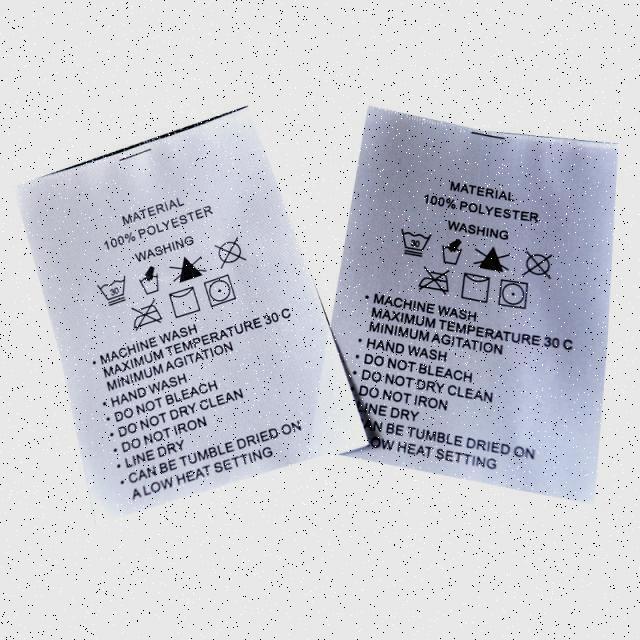 MATERIAL
100% POLYESTER
WASHING
30
• MACHINE WASH
MAXIMUM TEMPERATURE 30 C
MINIMUM AGITATION
• HAND WASH
• DO NOT BLEACH
• DO NOT DRY CLEAN
• DO NOT IRON
• LINE DRY
• CAN BE TUMBLE DRIED ON
A LOW HEAT SETTING
MATERIAL
100% POLYESTER
WASHING
30
• MACHINE WASH
MAXIMUM TEMPERATURE 30 C
MINIMUM AGITATION
• HAND WASH
• DO NOT BLEACH
• DO NOT DRY CLEAN
DO NOT IRON
INE DRY
AN BE TUMBLE DRIED ON
OW HEAT SETTING